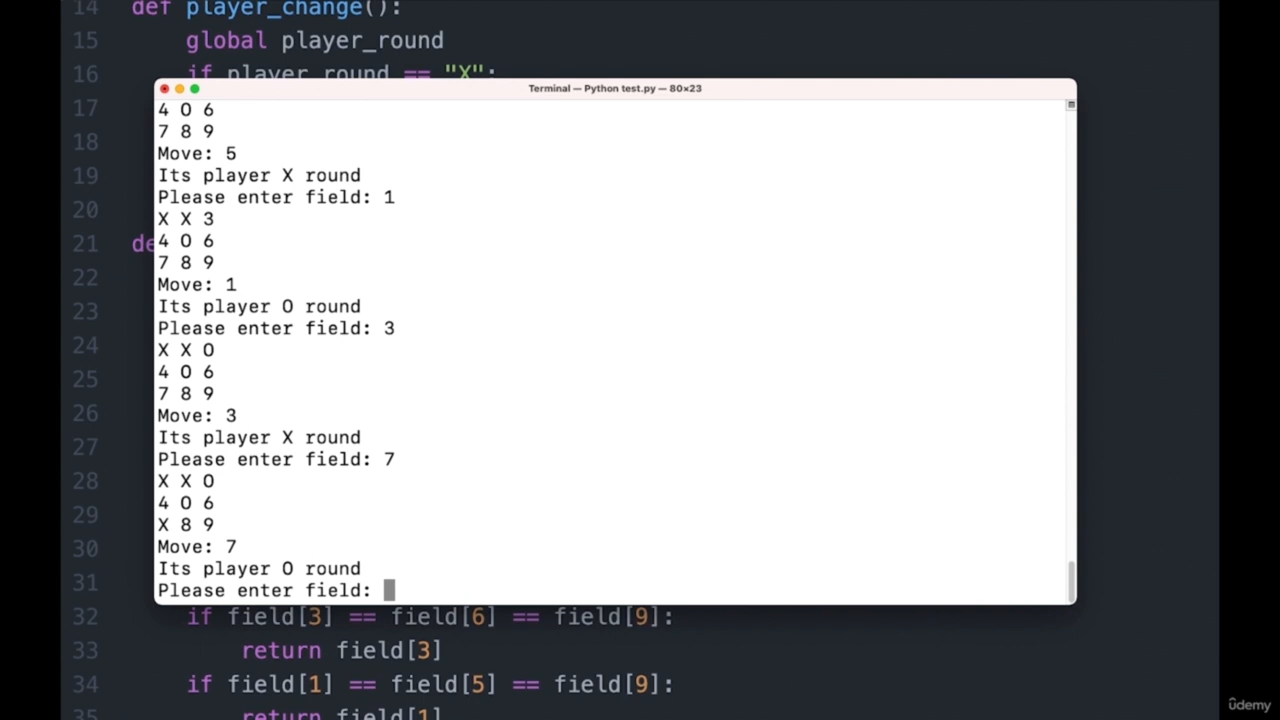 14 def player_change():
15 global player_round
16 if player_round == "X":
Terminal — Python test.py — 80×23
17
18
19
20
21 de
22
23
24
25
26
27
28
29
30
31
4 O 6
7 8 9
Move: 5
Its player X round
Please enter field: 1
X X 3
4 O 6
7 8 9
Move: 1
Its player O round
Please enter field: 3
X X O
4 O 6
7 8 9
Move: 3
Its player X round
Please enter field: 7
X X O
4 O 6
X 8 9
Move: 7
Its player O round
Please enter field:
32 if field[3] == field[6] == field[9]:
33 return field[3]
34 if field[1] == field[5] == field[9]:
35 return field[1]
ûdemy